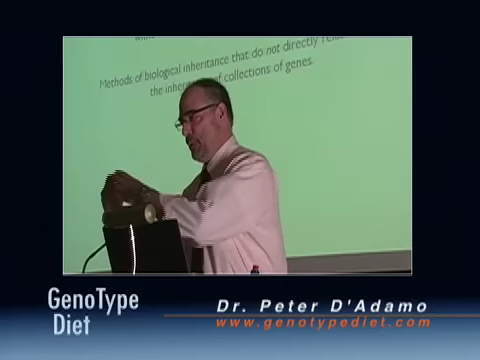 Methods of biological inheritance that do not directly
the of collections of genes.
GenoType
Diet
Dr. Peter D'Adamo
www.genotypediet.com